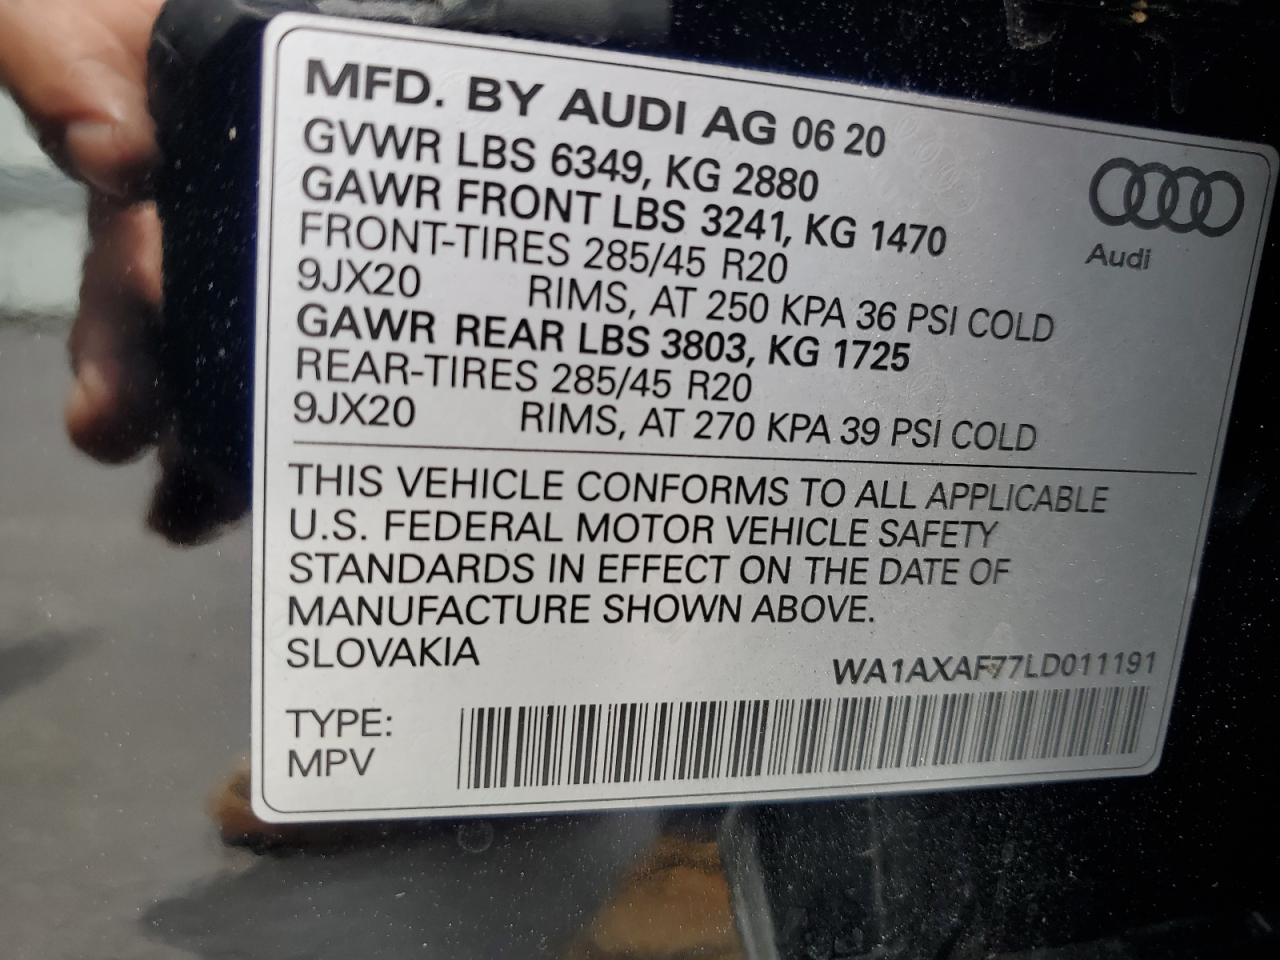 MFD. BY AUDI AG 06 20
GVWR LBS 6349, KG 2880
GAWR FRONT LBS 3241, KG 1470
FRONT-TIRES 285/45 R20
9JX20 RIMS, AT 250 KPA 36 PSI COLD
GAWR REAR LBS 3803, KG 1725
REAR-TIRES 285/45 R20
9JX20 RIMS, AT 270 KPA 39 PSI COLD
Audi
THIS VEHICLE CONFORMS TO ALL APPLICABLE
U.S. FEDERAL MOTOR VEHICLE SAFETY
STANDARDS IN EFFECT ON THE DATE OF
MANUFACTURE SHOWN ABOVE.
SLOVAKIA
WA1AXAF77LD011191
TYPE:
MPV